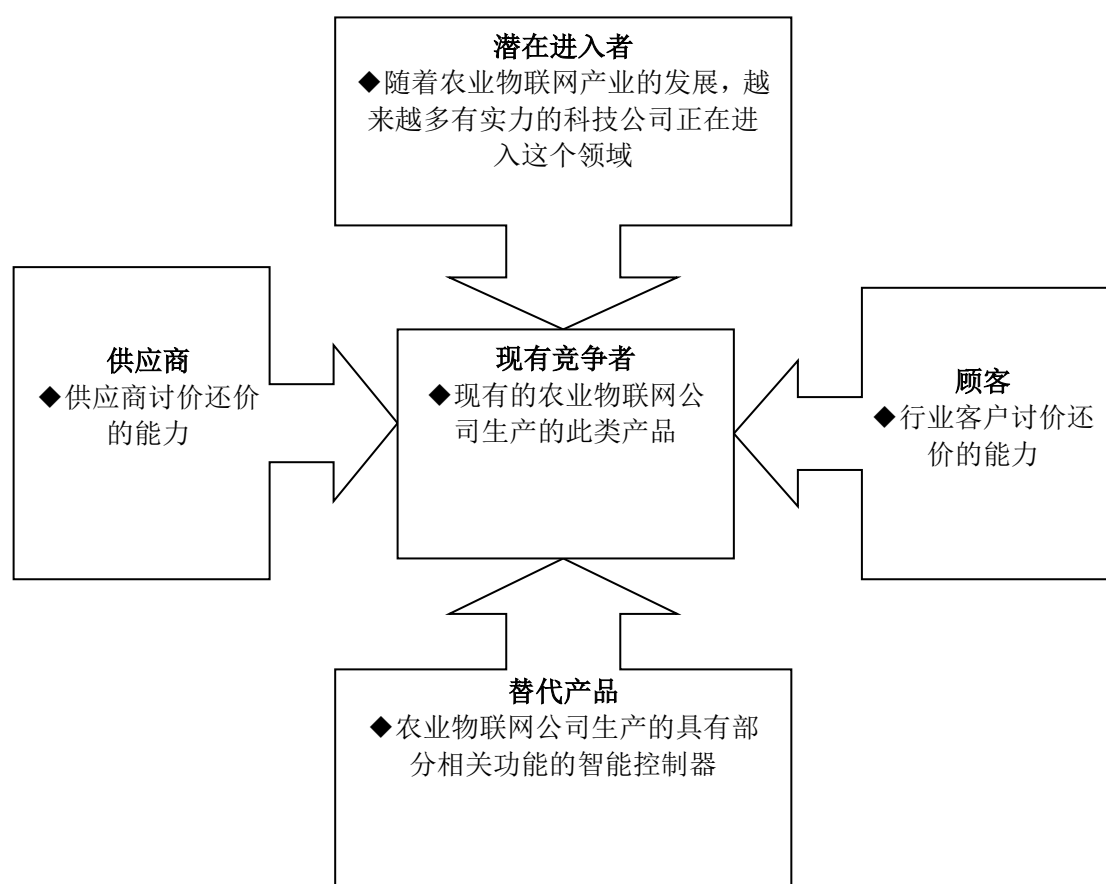 潜在进入者
◆随着农业物联网产业的发展，越
来越多有实力的科技公司正在进
入这个领域
供应商
◆供应商讨价还价
的能力
现有竞争者
◆现有的农业物联网公
司生产的此类产品
顾客
◆行业客户讨价还
价的能力
替代产品
◆农业物联网公司生产的具有部
分相关功能的智能控制器